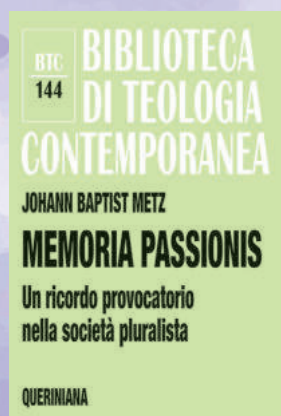 BTC
144
BIBLIOTECA
DI TEOLOGIA
CONTEMPORANEA
JOHANN BAPTIST METZ
MEMORIA PASSIONIS
Un ricordo provocatorio
nella società pluralista
QUERINIANA